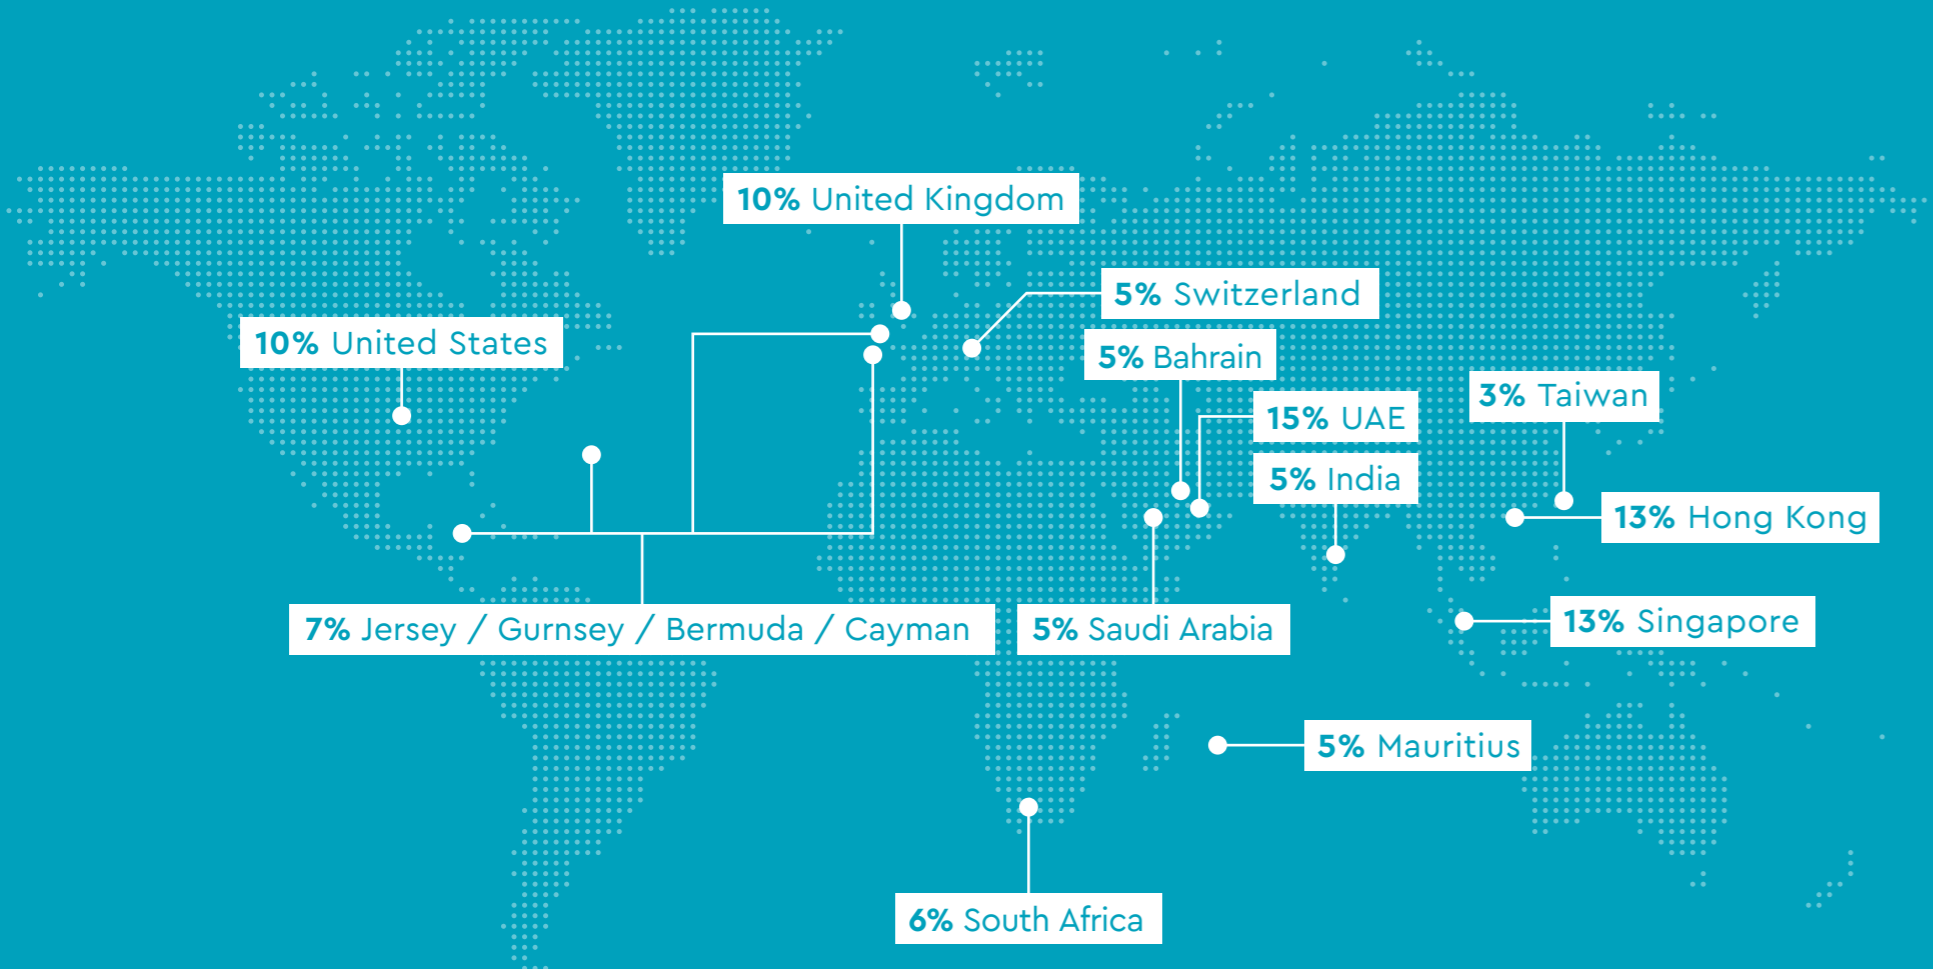 10% United Kingdom
5% Switzerland
10% United States
5% Bahrain
15% UAE
3% Taiwan
5% India
13% Hong Kong
7% Jersey / Gurnsey / Bermuda / Cayman
5% Saudi Arabia
13% Singapore
5% Mauritius
6% South Africa